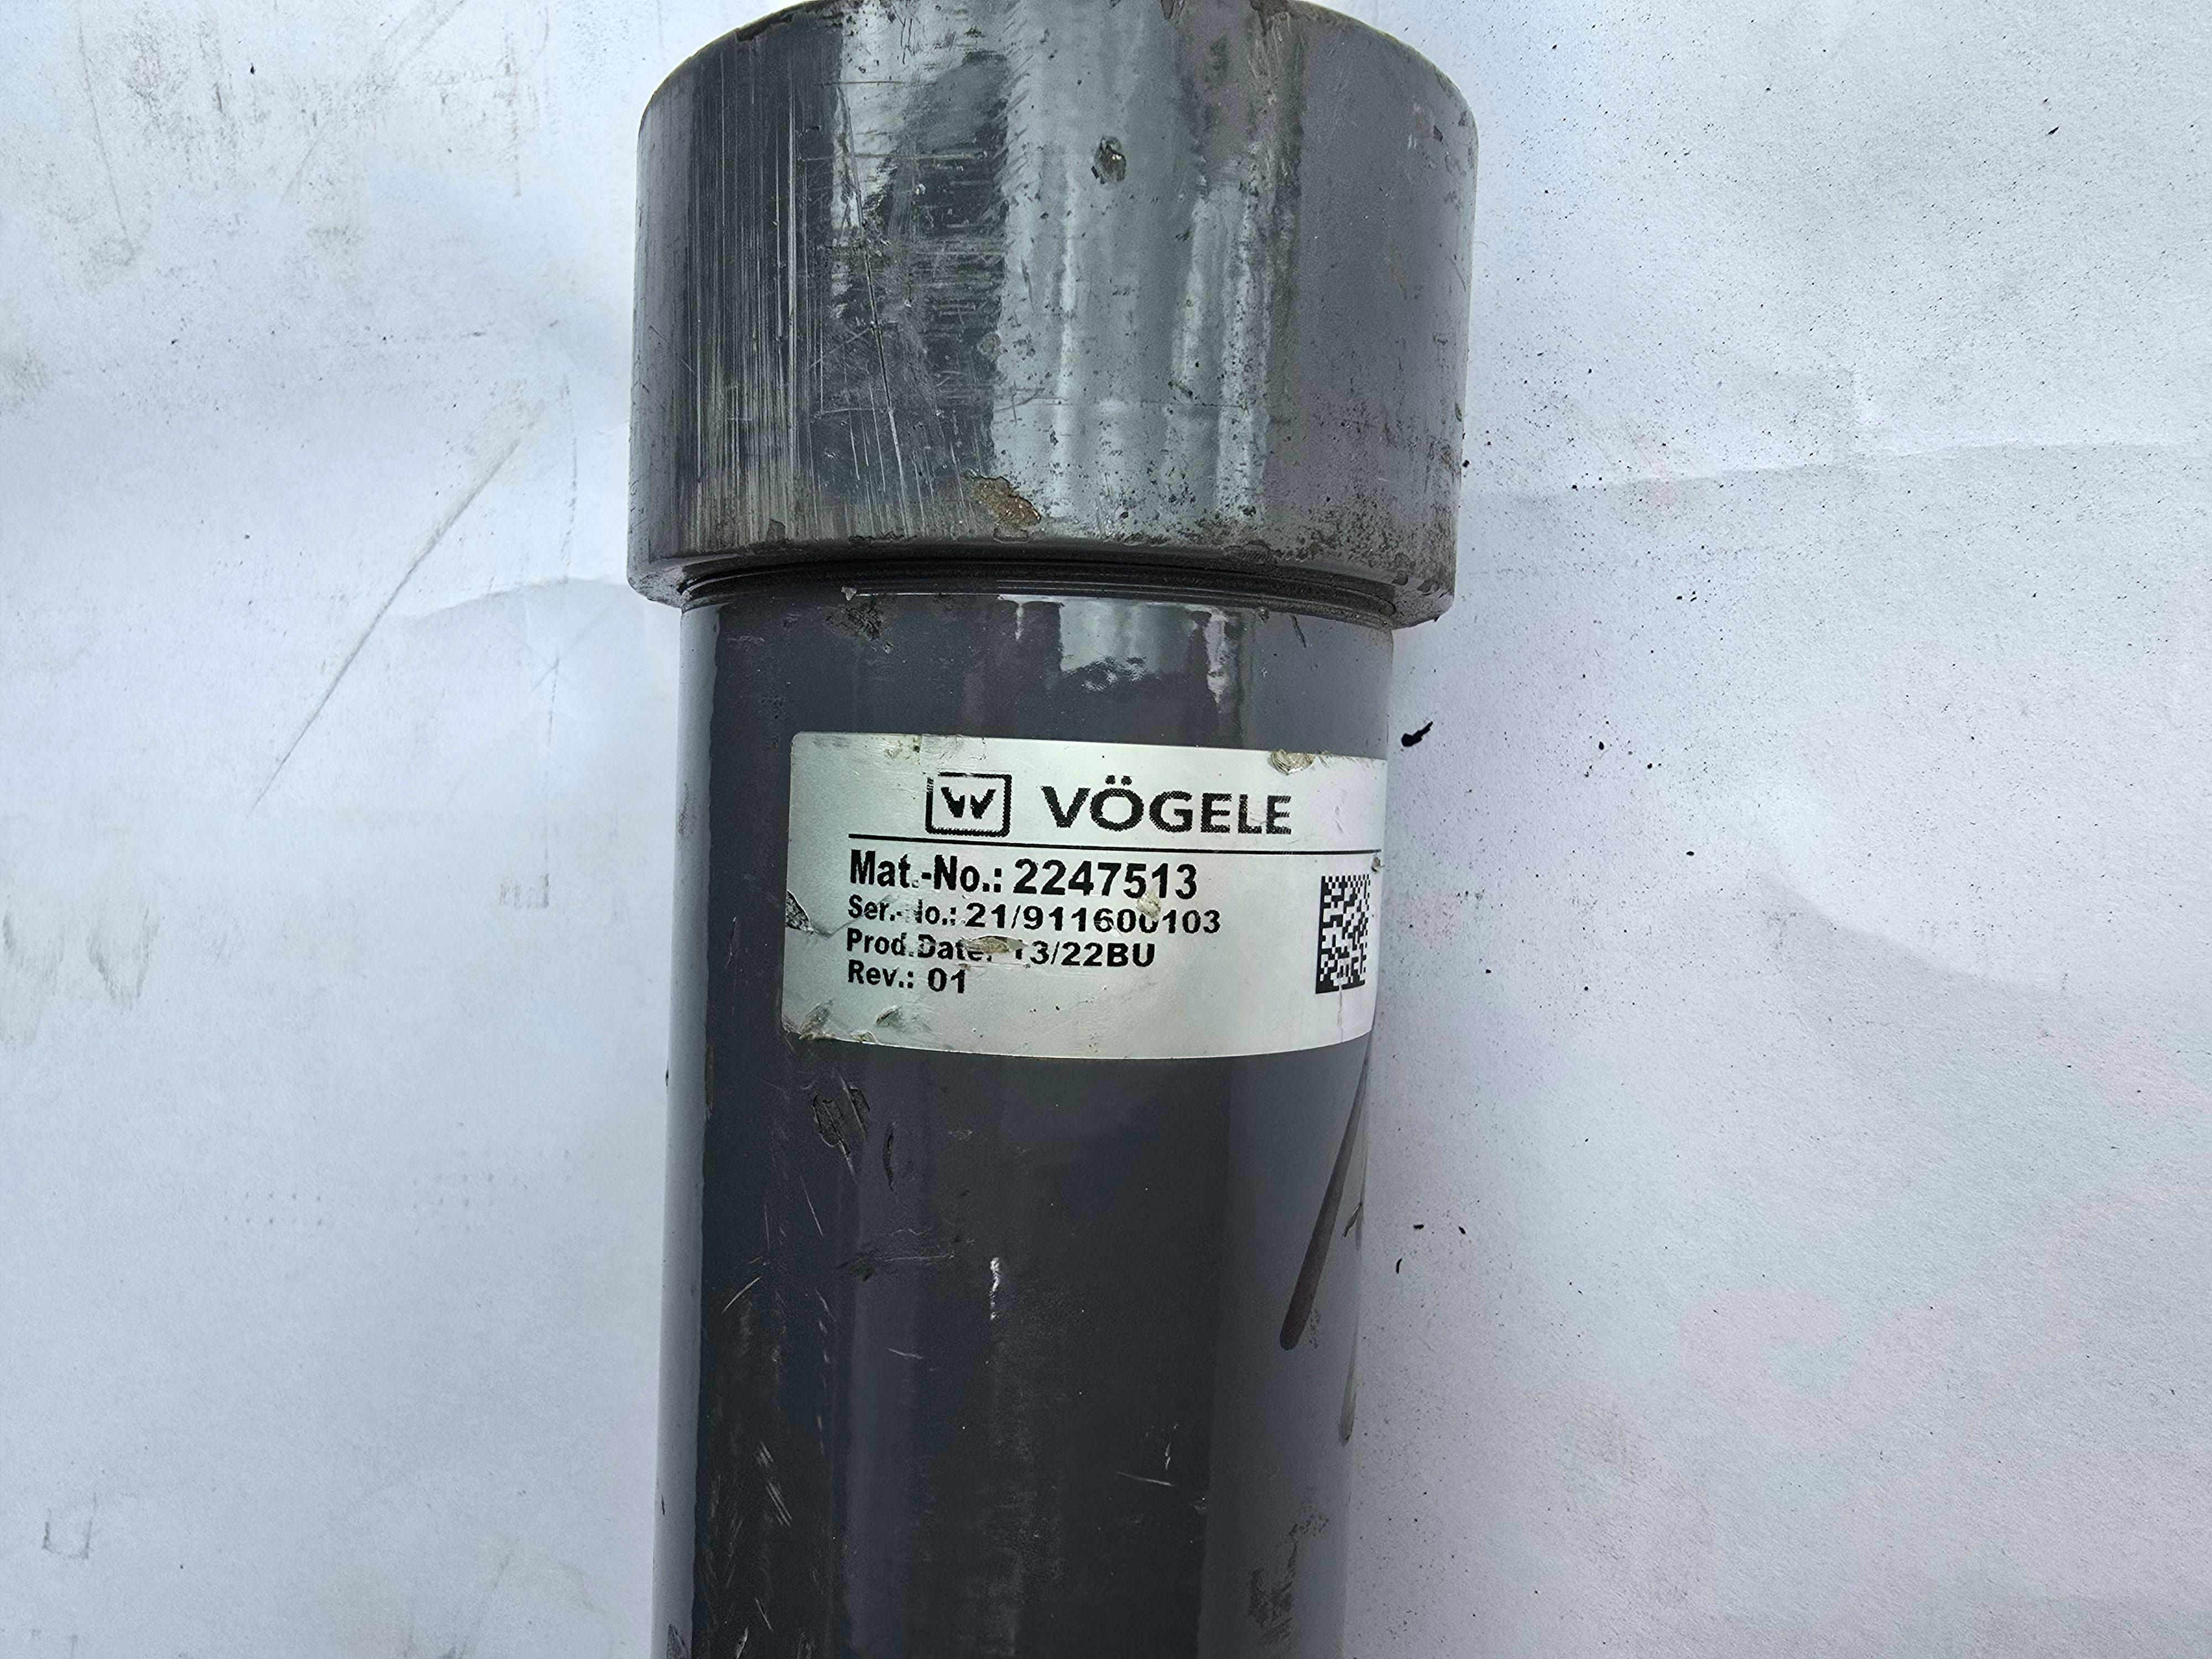 VÖGELE
Mat.-No.: 2247513
Ser.-No.: 21/911600103
Prod.Date: 13/22BU
Rev.: 01